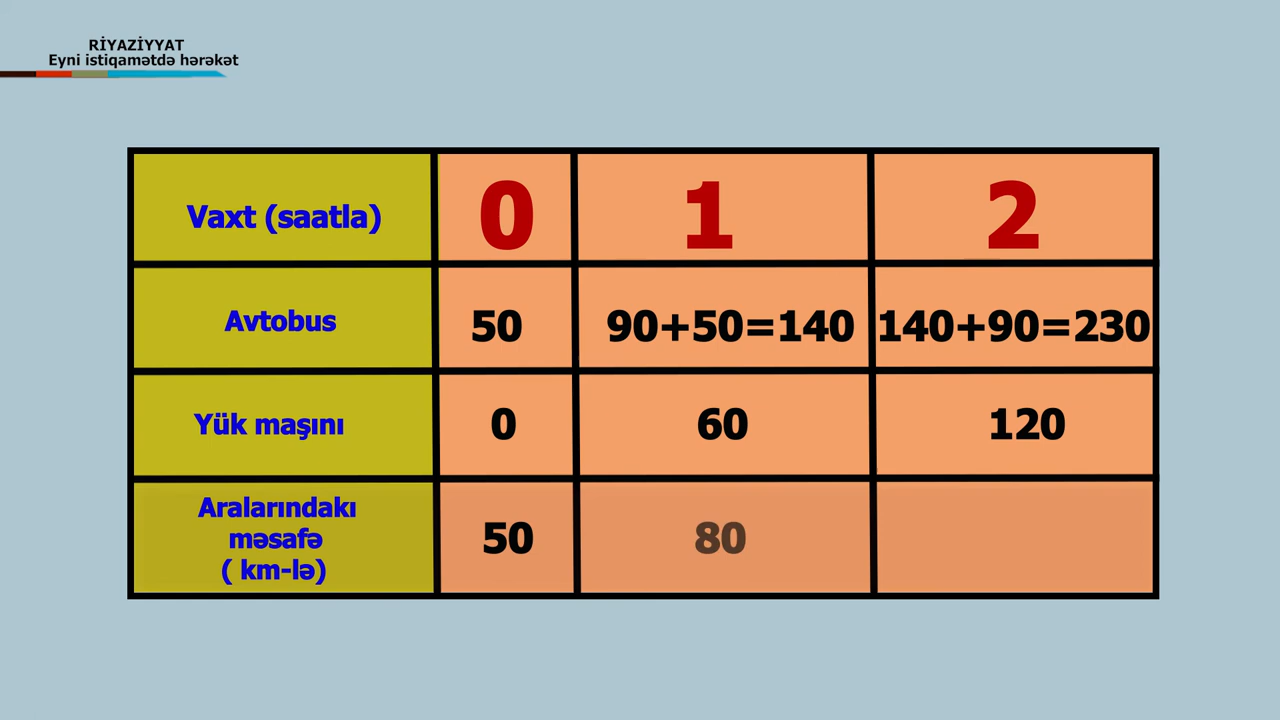 RİYAZİYYAT
Eyni istiqamətdə hərəkət
Vaxt (saatla) 0 1 2
Avtobus 50 90+50=140 140+90=230
Yük maşını 0 60 120
Aralarındakı
məsafə
( km-lə) 50 80